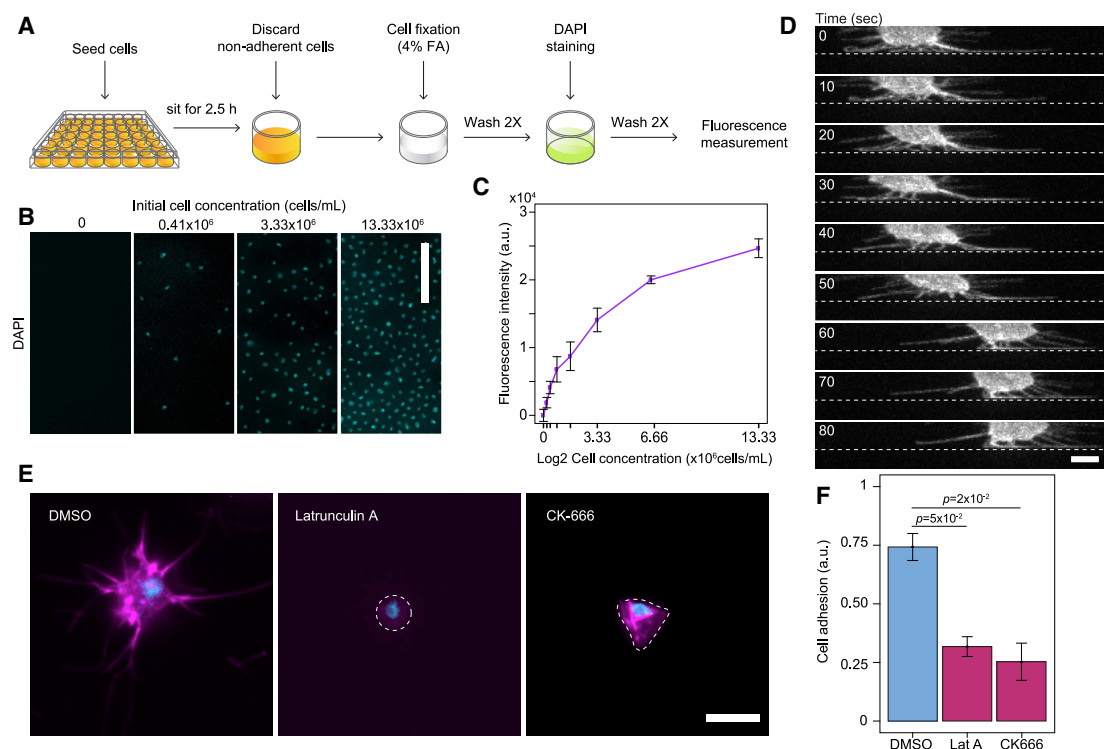 A
Seed cells
Discard
non-adherent cells
Cell fixation
(4% FA)
DAPI
staining
sit for 2.5 h
Wash 2X
Wash 2X
Fluorescence
measurement
B
Initial cell concentration (cells/mL)
0
0.41x10⁶
3.33x10⁶
13.33x10⁶
DAPI
C
x10⁴
3
2
1
0
Fluorescence intensity (a.u.)
0
3.33
6.66
13.33
Log2 Cell concentration (x10⁶cells/mL)
D
Time (sec)
0
10
20
30
40
50
60
70
80
E
DMSO
Latrunculin A
CK-666
F
1
0.75
0.50
0.25
0
Cell adhesion (a.u.)
p=2x10⁻²
p=5x10⁻²
DMSO
Lat A
CK666